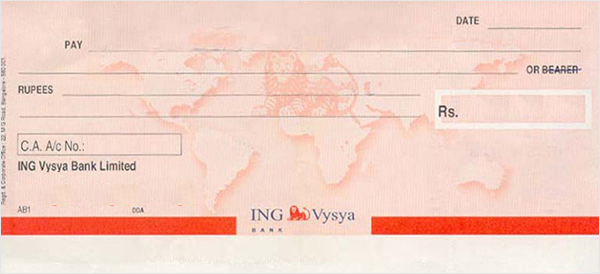 DATE
PAY
OR BEARER
RUPEES
Rs.
C.A. A/c No.:
ING Vysya Bank Limited
AB1 00A
ING Vysya
BANK
Regd. & Corporate Office : 22, M G Road, Bangalore - 560 001.